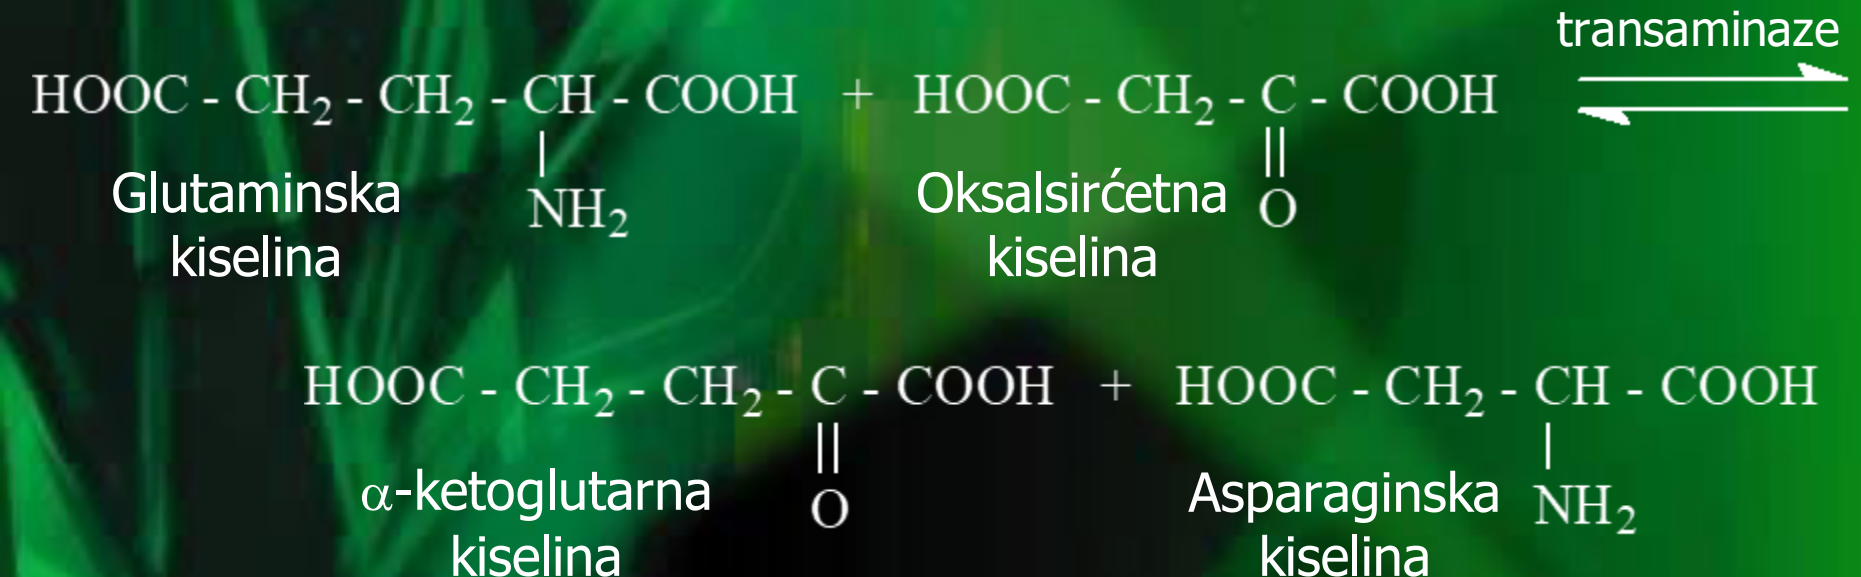 transaminaze
HOOC - CH₂ - CH₂ - CH - COOH + HOOC - CH₂ - C - COOH
| ||
NH₂ O
Glutaminska
kiselina
Oksalsirćetna
kiselina
HOOC - CH₂ - CH₂ - C - COOH + HOOC - CH₂ - CH - COOH
|| |
O NH₂
α-ketoglutarna
kiselina
Asparaginska
kiselina